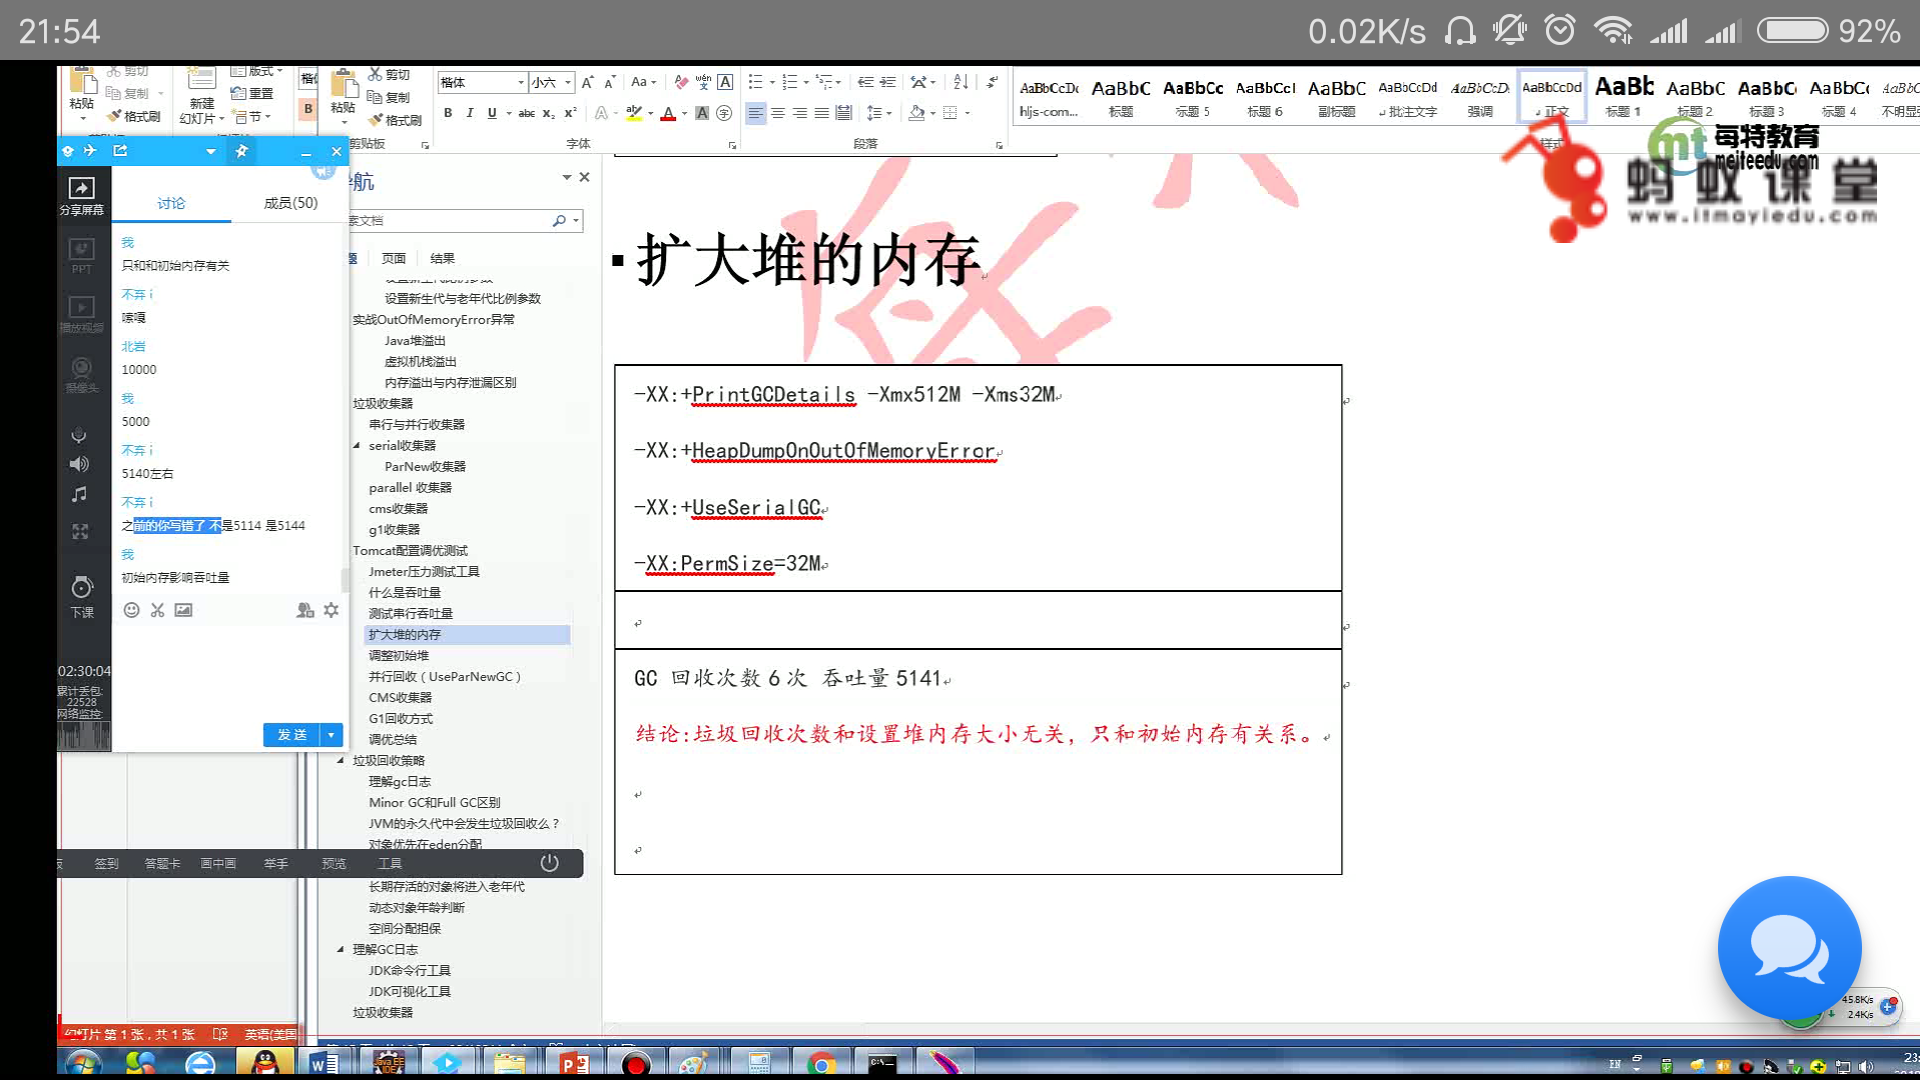 21:54
0.02K/s
92%
粘贴
剪切
复制
格式刷
新建
幻灯片
版式
重置
节
粘贴
剪切
复制
格式刷
剪贴板
楷体
小六
字体
段落
AaBbCcDc
hljs-com...
AaBbC
标题
AaBbCc
标题 5
AaBbCcI
标题 6
AaBbC
副标题
AaBbCcDd
批注文字
AaBbCcD
强调
AaBbCcDd
正文
AaBb
标题 1
AaBbC
标题 2
AaBbC
标题 3
AaBbCc
标题 4
不明显
每特教育
meiteedu.com
蚂蚁课堂
www.itmayiedu.com
分享屏幕
PPT
播放视频
摄像头
下课
02:30:04
累计丢包:
22528
网络监控:
讨论
成员(50)
我
只和和初始内存有关
不弃 i
嗦嘎
北岩
10000
我
5000
不弃 i
5140左右
不弃 i
之前的你写错了 不是5114 是5144
我
初始内存影响吞吐量
发 送
航
索文档
题
页面
结果
设置新生代比例参数
设置新生代与老年代比例参数
实战OutOfMemoryError异常
Java堆溢出
虚拟机栈溢出
内存溢出与内存泄漏区别
垃圾收集器
串行与并行收集器
serial收集器
ParNew收集器
parallel 收集器
cms收集器
g1收集器
Tomcat配置调优测试
Jmeter压力测试工具
什么是吞吐量
测试串行吞吐量
扩大堆的内存
调整初始堆
并行回收（UseParNewGC）
CMS收集器
G1回收方式
调优总结
垃圾回收策略
理解gc日志
Minor GC和Full GC区别
JVM的永久代中会发生垃圾回收么？
对象优先在eden分配
签到
答题卡
画中画
举手
预览
工具
长期存活的对象将进入老年代
动态对象年龄判断
空间分配担保
理解GC日志
JDK命令行工具
JDK可视化工具
垃圾收集器
扩大堆的内存
-XX:+PrintGCDetails -Xmx512M -Xms32M
-XX:+HeapDumpOnOutOfMemoryError
-XX:+UseSerialGC
-XX:PermSize=32M
GC 回收次数 6 次 吞吐量 5141
结论:垃圾回收次数和设置堆内存大小无关，只和初始内存有关系。
45.8K/s
2.4K/s
幻灯片 第 1 张，共 1 张
英语(美国
EN